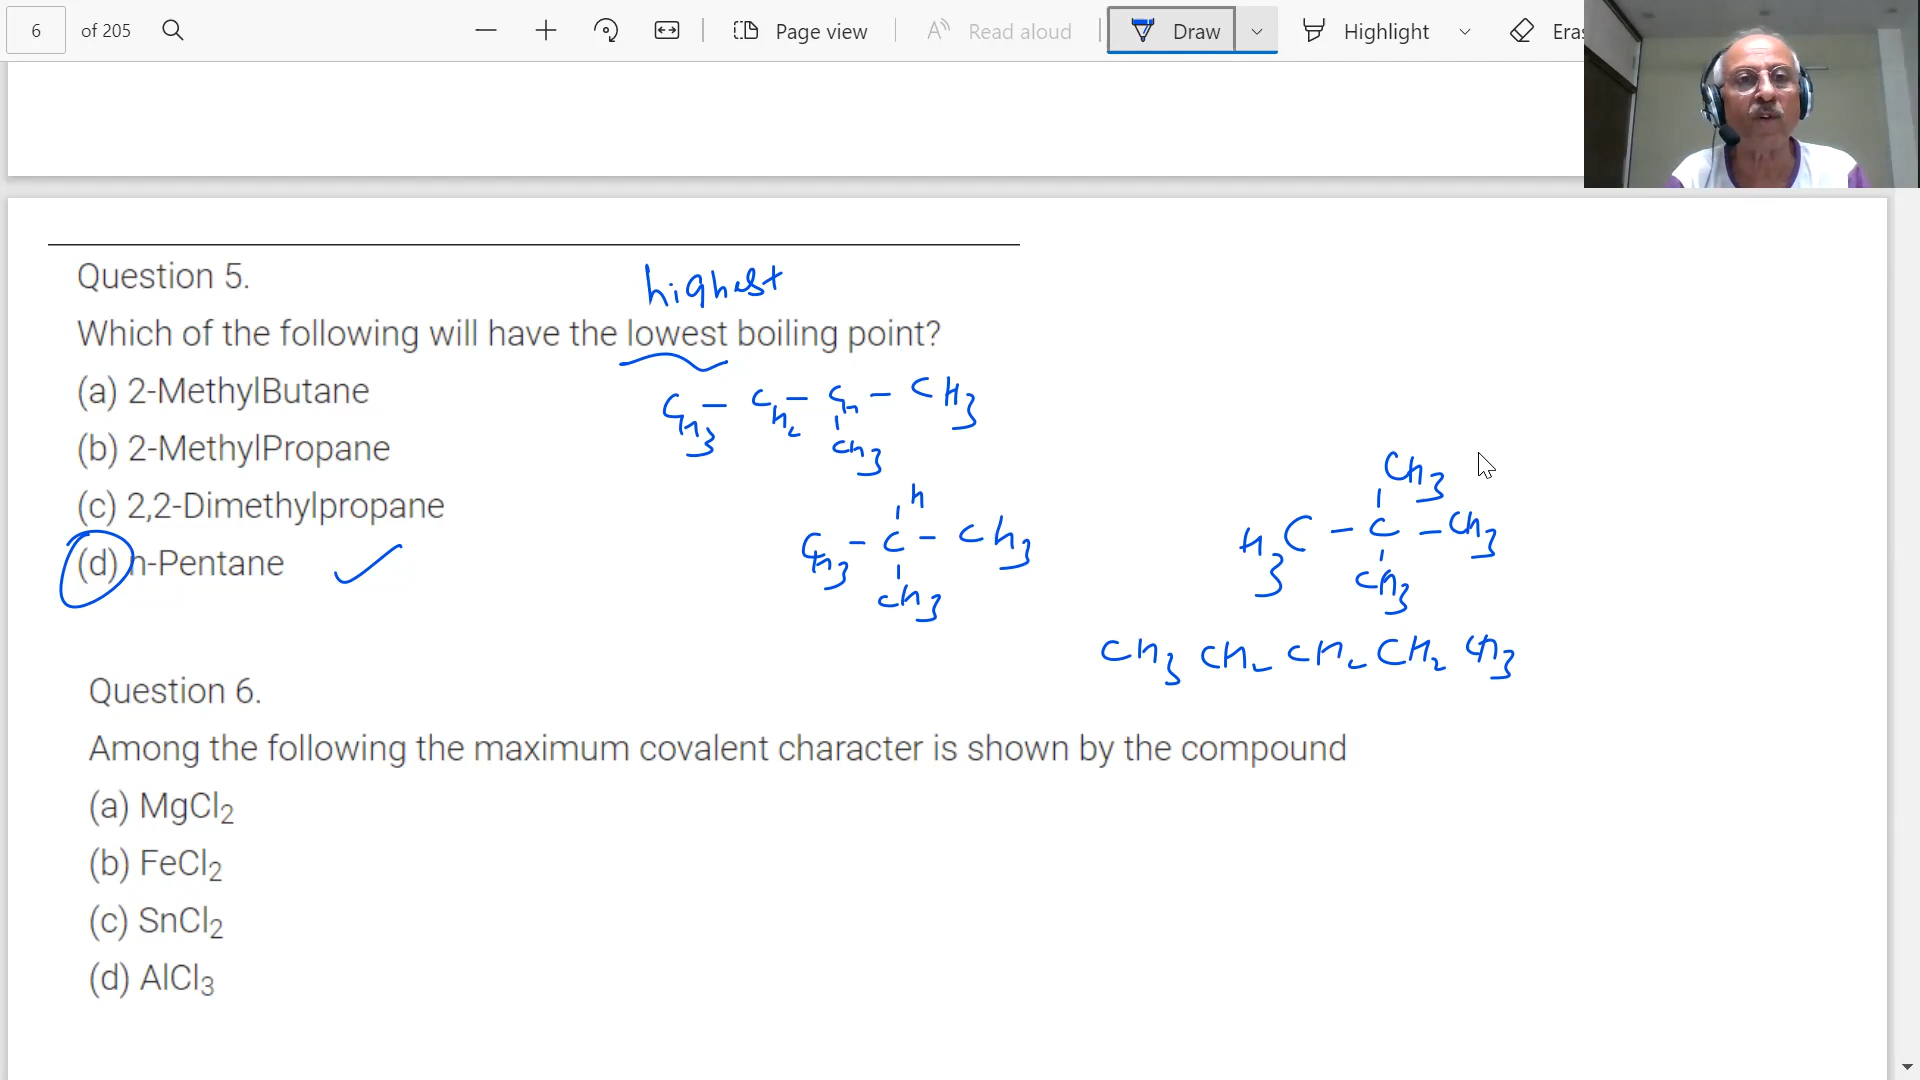 6 of 205 Page view Read aloud Draw Highlight
Question 5.
highest
Which of the following will have the lowest boiling point?
(a) 2-MethylButane
CH3 - CH2 - CH - CH3
CH3
(b) 2-MethylPropane
(c) 2,2-Dimethylpropane
(d) n-Pentane
H
CH3 - C - CH3
CH3
CH3
H3C - C - CH3
CH3
CH3 CH2 CH2 CH2 CH3
Question 6.
Among the following the maximum covalent character is shown by the compound
(a) MgCl2
(b) FeCl2
(c) SnCl2
(d) AlCl3